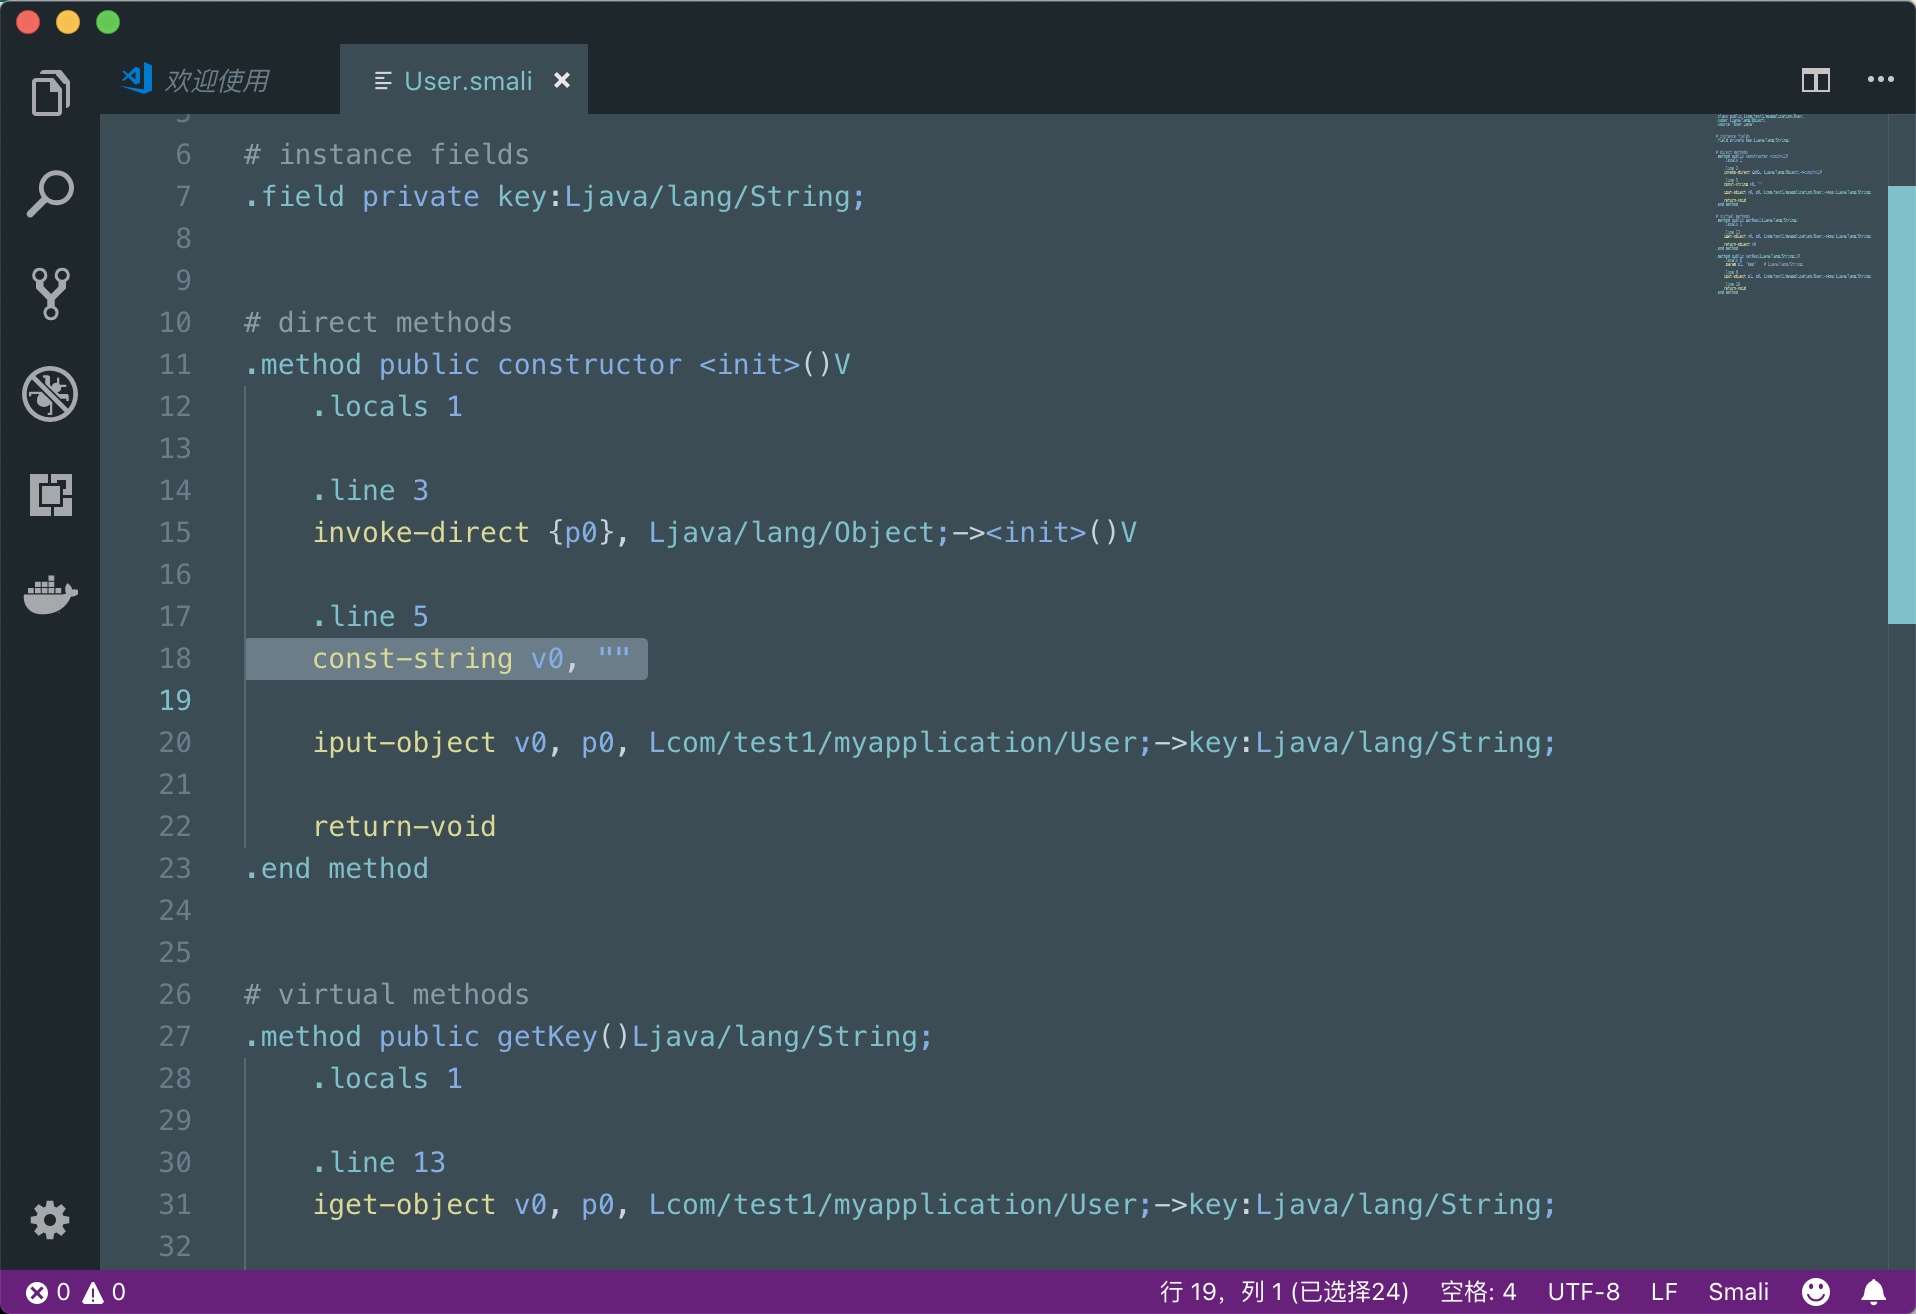 欢迎使用
User.smali
5
6 # instance fields
7 .field private key:Ljava/lang/String;
8
9
10 # direct methods
11 .method public constructor <init>()V
12 .locals 1
13
14 .line 3
15 invoke-direct {p0}, Ljava/lang/Object;-><init>()V
16
17 .line 5
18 const-string v0, ""
19
20 iput-object v0, p0, Lcom/test1/myapplication/User;->key:Ljava/lang/String;
21
22 return-void
23 .end method
24
25
26 # virtual methods
27 .method public getKey()Ljava/lang/String;
28 .locals 1
29
30 .line 13
31 iget-object v0, p0, Lcom/test1/myapplication/User;->key:Ljava/lang/String;
32
0 0 行 19，列 1 (已选择24) 空格: 4 UTF-8 LF Smali